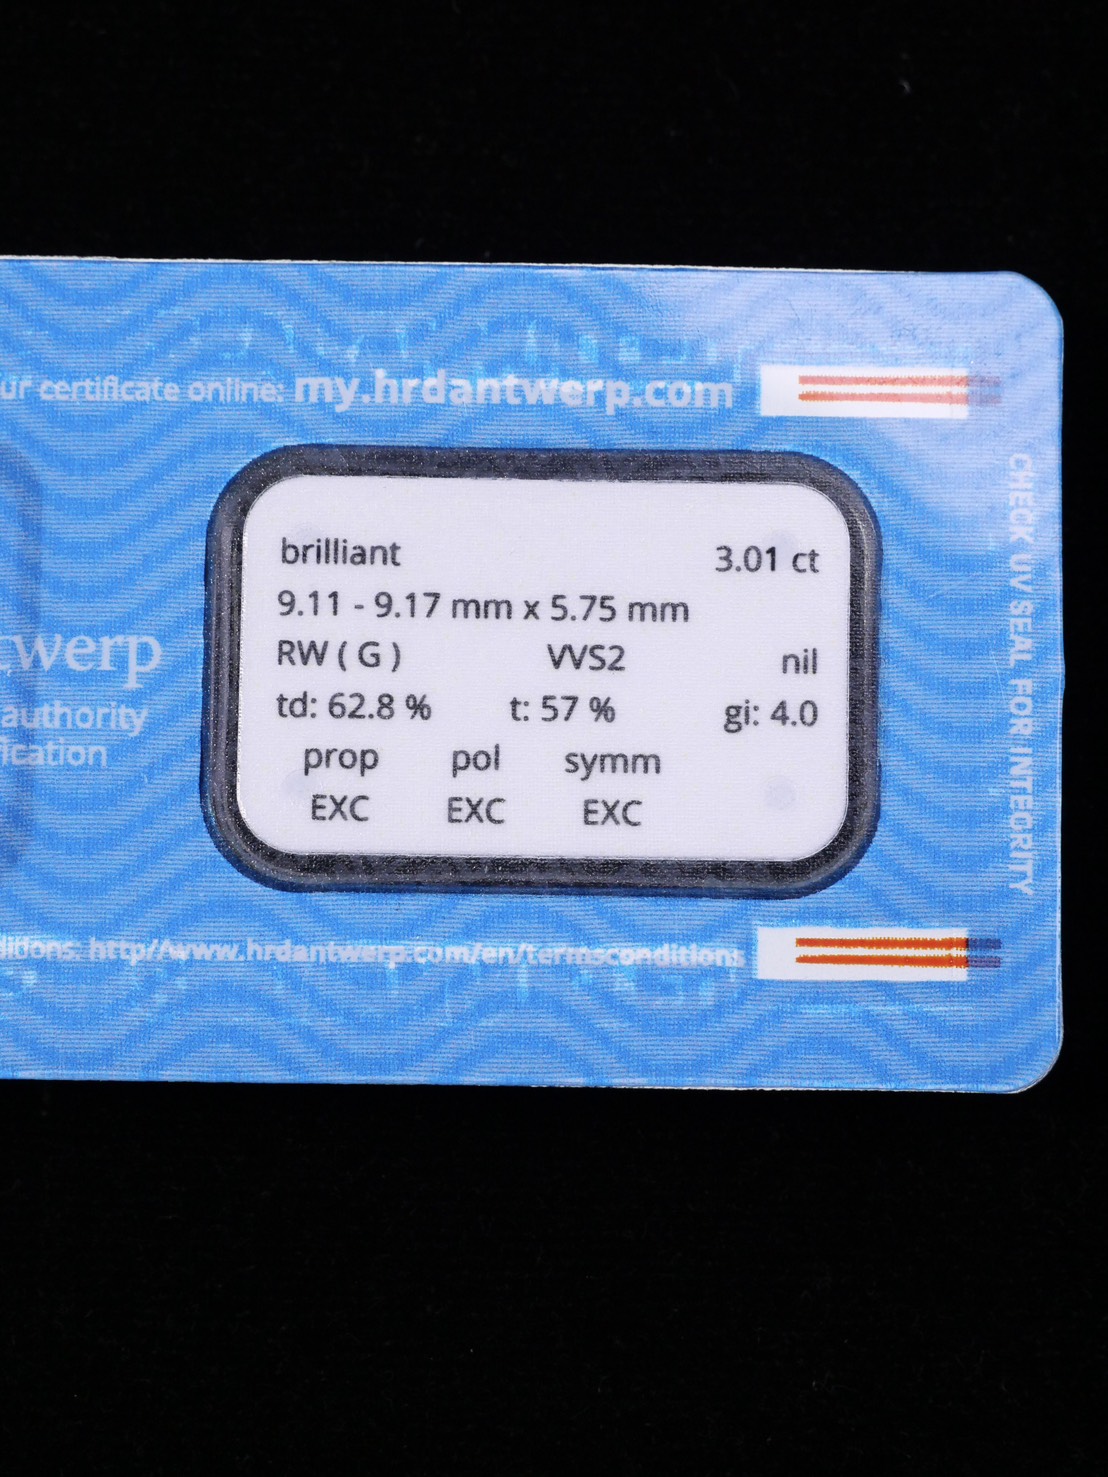 ur certificate online: my.hrdantwerp.com
brilliant 3.01 ct
9.11 - 9.17 mm x 5.75 mm
RW ( G ) VVS2 nil
td: 62.8 % t: 57 % gi: 4.0
prop pol symm
EXC EXC EXC
twerp
authority
fication
ditions: http//www.hrdantwerp.com/en/termsconditions
CHECK UV SEAL FOR INTEGRITY